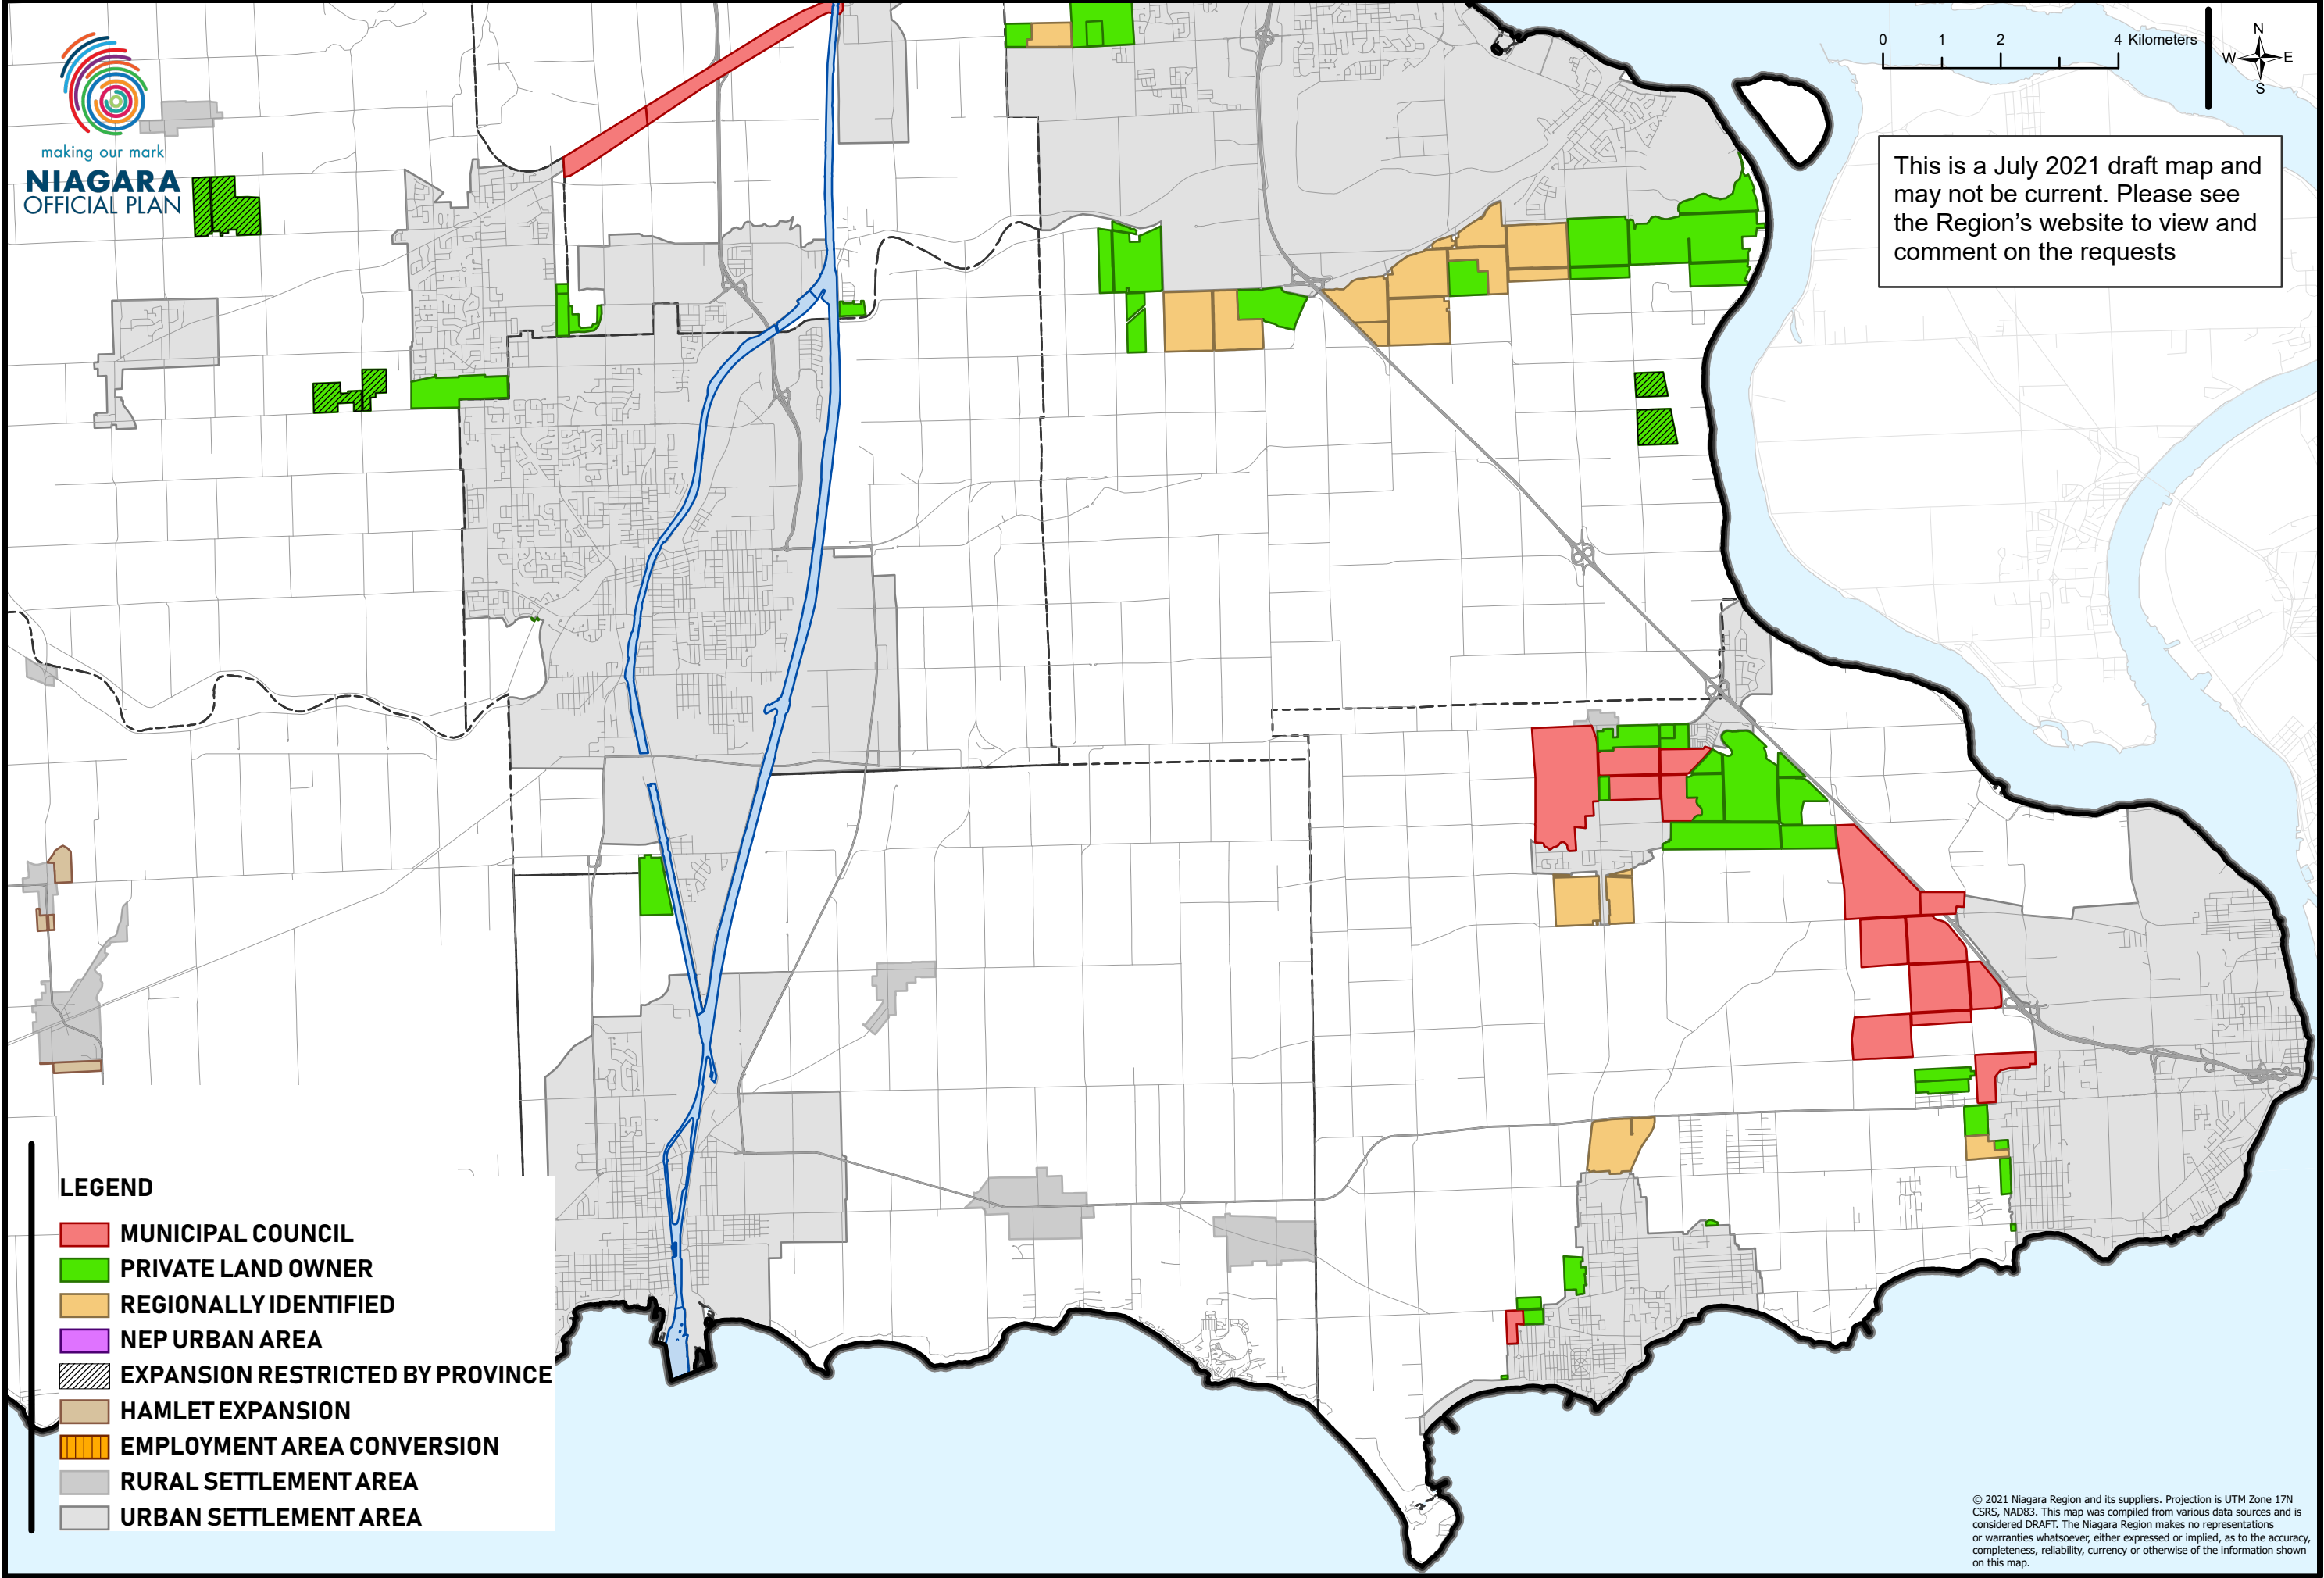 making our mark
NIAGARA
OFFICIAL PLAN
0 1 2 4 Kilometers
N
W E
S
This is a July 2021 draft map and
may not be current. Please see
the Region's website to view and
comment on the requests
LEGEND
MUNICIPAL COUNCIL
PRIVATE LAND OWNER
REGIONALLY IDENTIFIED
NEP URBAN AREA
EXPANSION RESTRICTED BY PROVINCE
HAMLET EXPANSION
EMPLOYMENT AREA CONVERSION
RURAL SETTLEMENT AREA
URBAN SETTLEMENT AREA
© 2021 Niagara Region and its suppliers. Projection is UTM Zone 17N
CSRS, NAD83. This map was compiled from various data sources and is
considered DRAFT. The Niagara Region makes no representations
or warranties whatsoever, either expressed or implied, as to the accuracy,
completeness, reliability, currency or otherwise of the information shown
on this map.